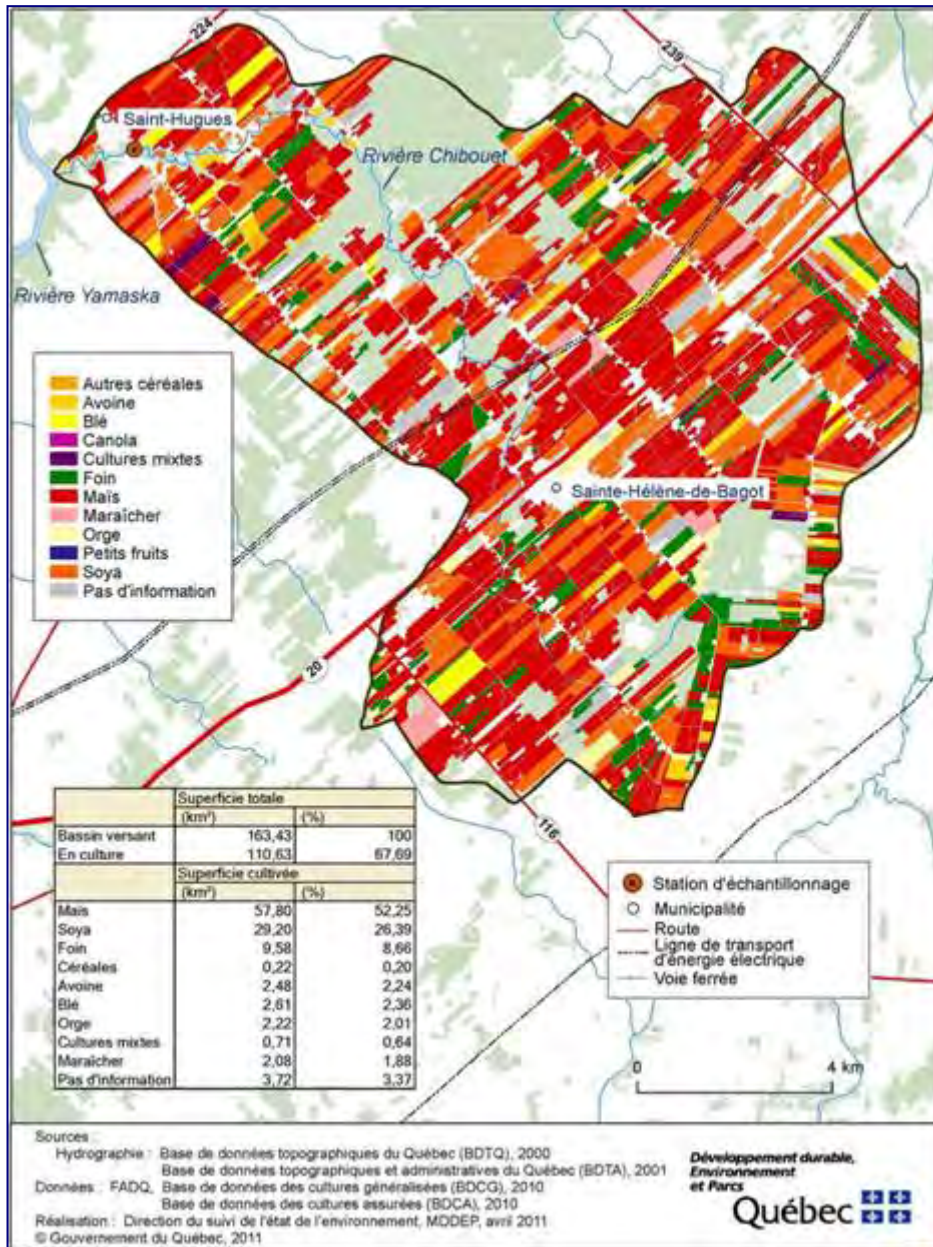 224
239
Saint-Hugues
Rivière Chibouet
Rivière Yamaska
Autres céréales
Avoine
Blé
Canola
Cultures mixtes
Foin
Maïs
Maraîcher
Orge
Petits fruits
Soya
Pas d'information
Sainte-Hélène-de-Bagot
20
116
Superficie totale
(km²) (%)
Bassin versant 163,43 100
En culture 110,63 67,69
Superficie cultivée
(km²) (%)
Maïs 57,80 52,25
Soya 29,20 26,39
Foin 9,58 8,66
Céréales 0,22 0,20
Avoine 2,48 2,24
Blé 2,61 2,36
Orge 2,22 2,01
Cultures mixtes 0,71 0,64
Maraîcher 2,08 1,88
Pas d'information 3,72 3,37
Station d'échantillonnage
Municipalité
Route
Ligne de transport
d'énergie électrique
Voie ferrée
0 4 km
Sources :
Hydrographie : Base de données topographiques du Québec (BDTQ), 2000
Base de données topographiques et administratives du Québec (BDTA), 2001
Données : FADQ, Base de données des cultures généralisées (BDCG), 2010
Base de données des cultures assurées (BDCA), 2010
Réalisation : Direction du suivi de l'état de l'environnement, MDDEP, avril 2011
© Gouvernement du Québec, 2011
Développement durable,
Environnement
et Parcs
Québec